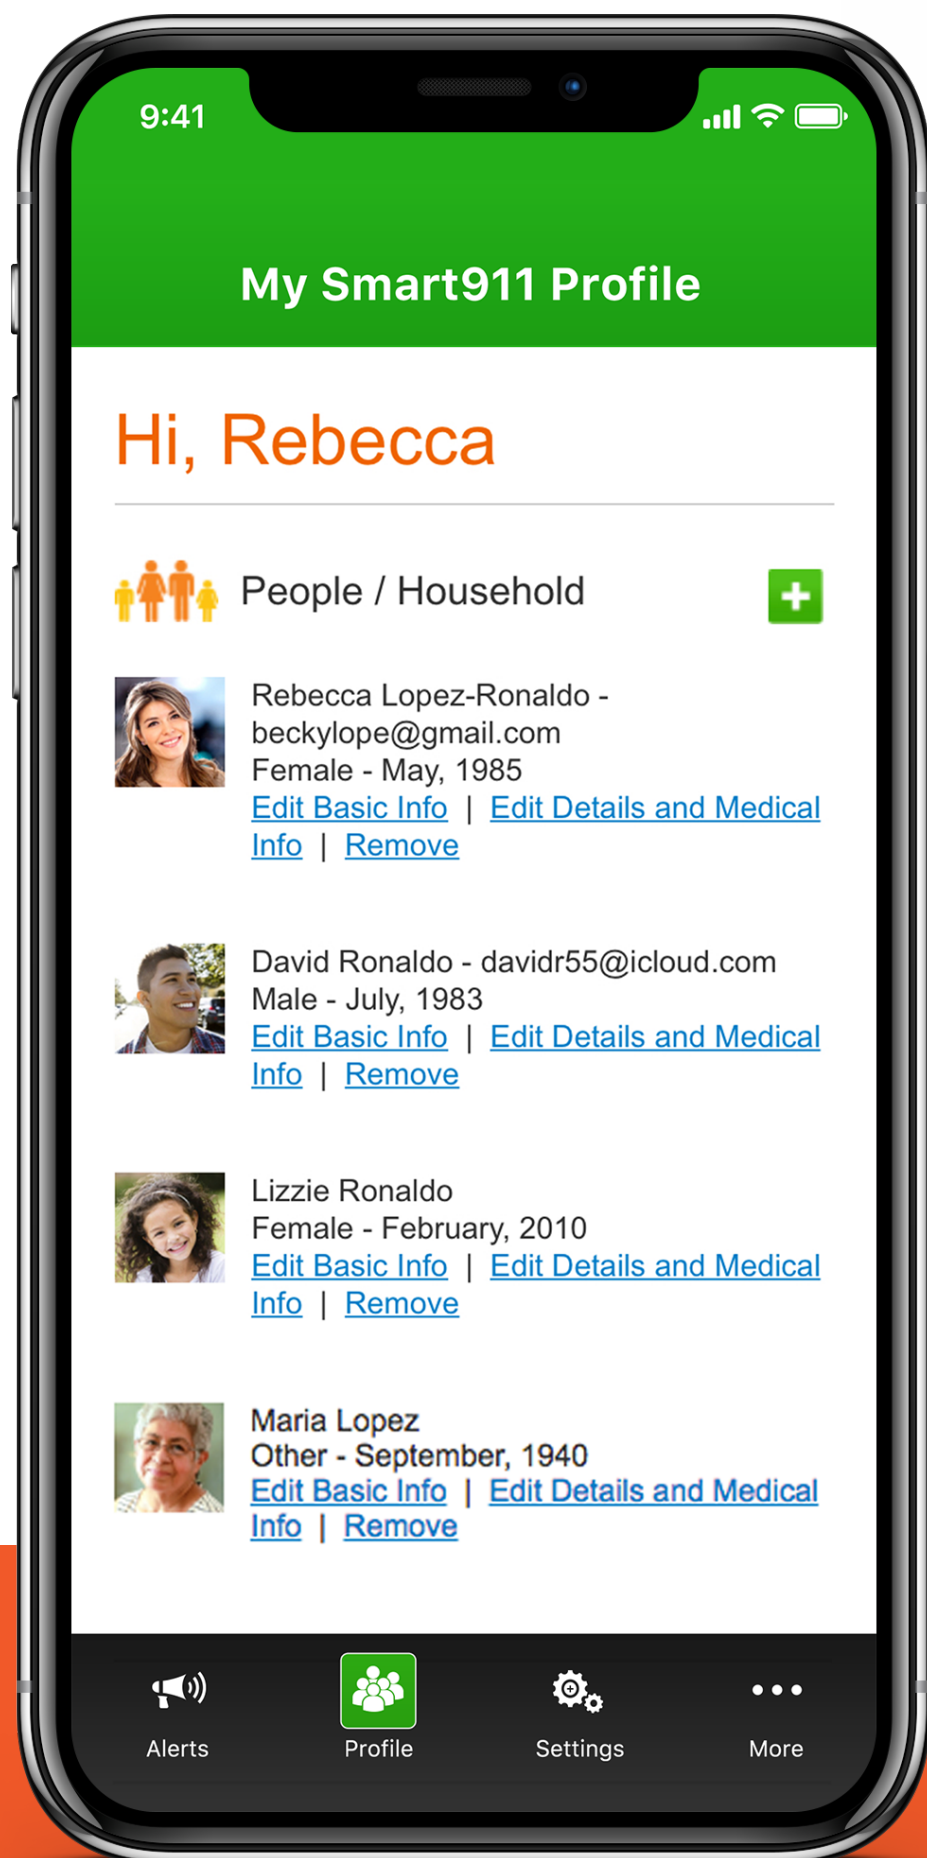 9:41
My Smart911 Profile
Hi, Rebecca
People / Household
Rebecca Lopez-Ronaldo -
beckylope@gmail.com
Female - May, 1985
Edit Basic Info | Edit Details and Medical
Info | Remove
David Ronaldo - davidr55@icloud.com
Male - July, 1983
Edit Basic Info | Edit Details and Medical
Info | Remove
Lizzie Ronaldo
Female - February, 2010
Edit Basic Info | Edit Details and Medical
Info | Remove
Maria Lopez
Other - September, 1940
Edit Basic Info | Edit Details and Medical
Info | Remove
Alerts Profile Settings More